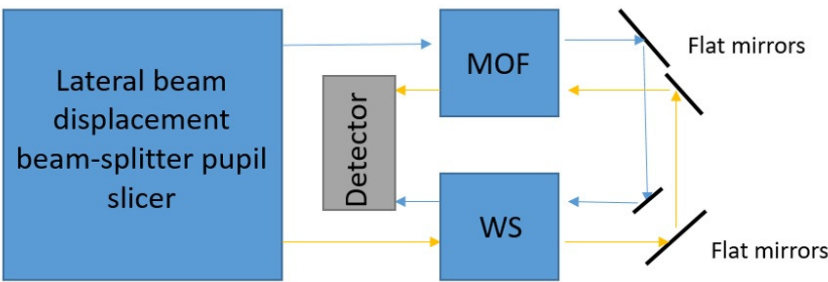 Lateral beam
displacement
beam-splitter pupil
slicer
Detector
MOF
WS
Flat mirrors
Flat mirrors